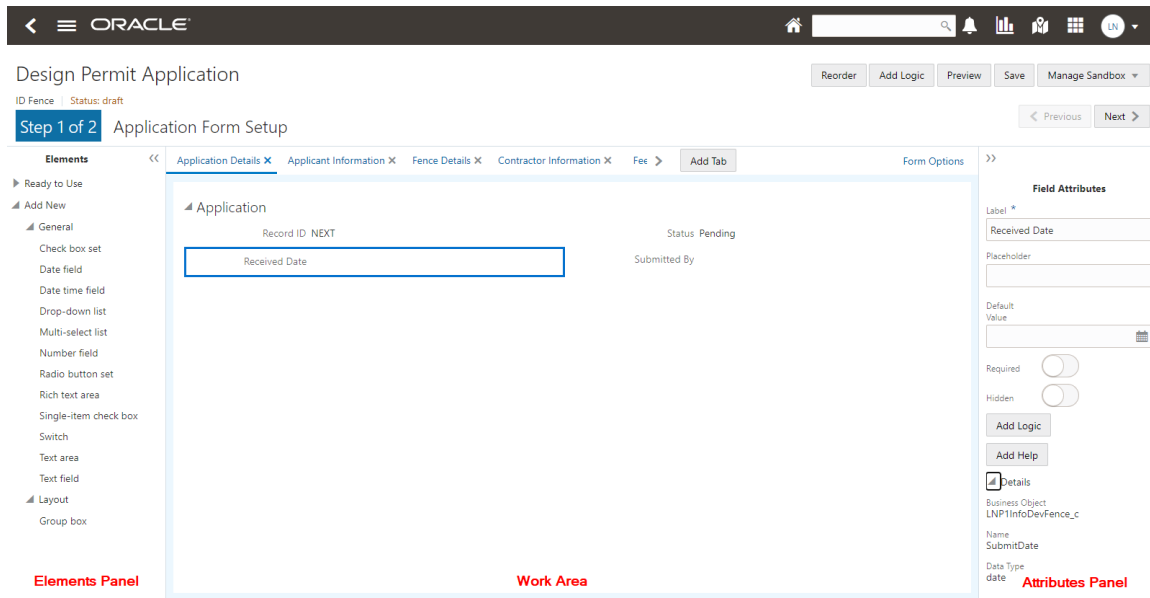 ORACLE
LN
Design Permit Application
Reorder
Add Logic
Preview
Save
Manage Sandbox
ID Fence | Status: draft
Step 1 of 2
Application Form Setup
Previous
Next
Elements
Application Details
Applicant Information
Fence Details
Contractor Information
Fee
Add Tab
Form Options
Ready to Use
Add New
General
Check box set
Date field
Date time field
Drop-down list
Multi-select list
Number field
Radio button set
Rich text area
Single-item check box
Switch
Text area
Text field
Layout
Group box
Elements Panel
Application
Record ID NEXT
Status Pending
Received Date
Submitted By
Work Area
Field Attributes
Label *
Received Date
Placeholder
Default
Value
Required
Hidden
Add Logic
Add Help
Details
Business Object
LNP1InfoDevFence_c
Name
SubmitDate
Data Type
date
Attributes Panel